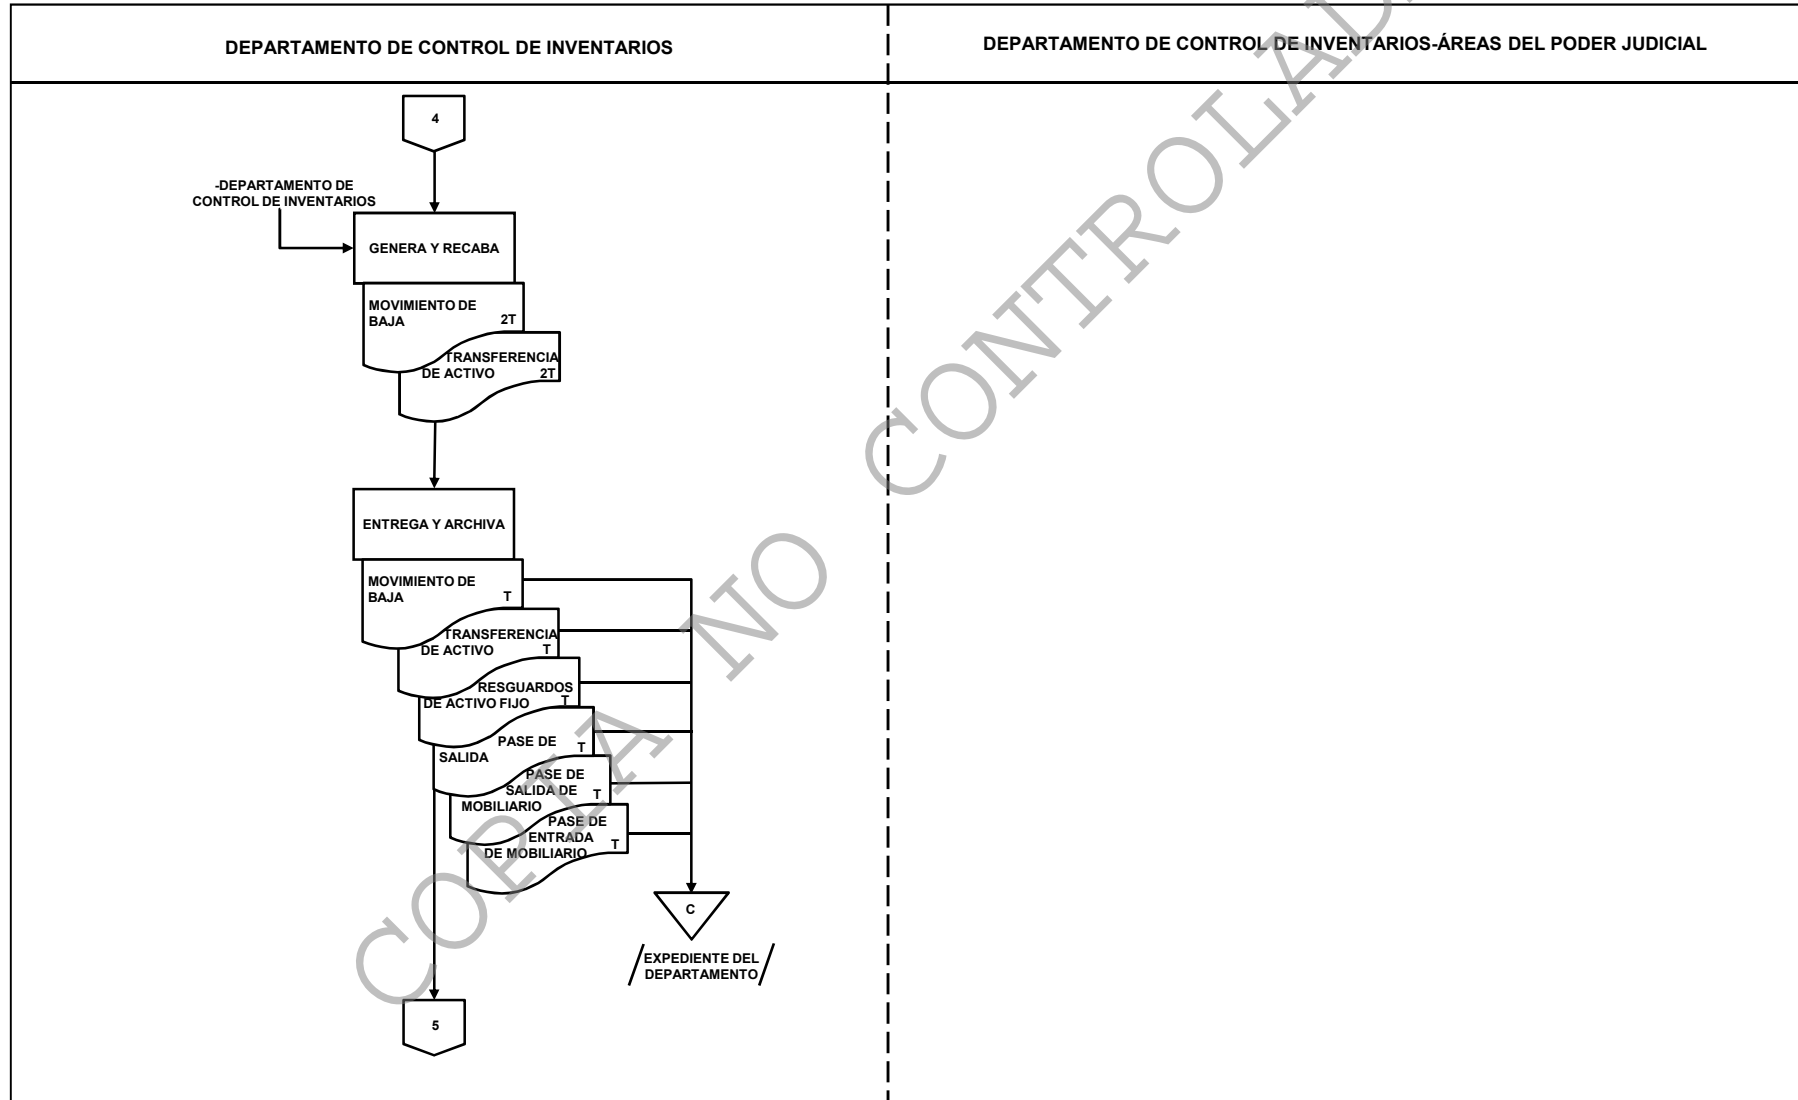 DEPARTAMENTO DE CONTROL DE INVENTARIOS
DEPARTAMENTO DE CONTROL DE INVENTARIOS-ÁREAS DEL PODER JUDICIAL
4
-DEPARTAMENTO DE
CONTROL DE INVENTARIOS
GENERA Y RECABA
MOVIMIENTO DE
BAJA 2T
TRANSFERENCIA
DE ACTIVO 2T
ENTREGA Y ARCHIVA
MOVIMIENTO DE
BAJA T
TRANSFERENCIA
DE ACTIVO T
RESGUARDOS
DE ACTIVO FIJO T
PASE DE T
SALIDA
PASE DE
SALIDA DE T
MOBILIARIO
PASE DE
ENTRADA T
DE MOBILIARIO
C
EXPEDIENTE DEL
DEPARTAMENTO
5
COPIA NO CONTROLAD